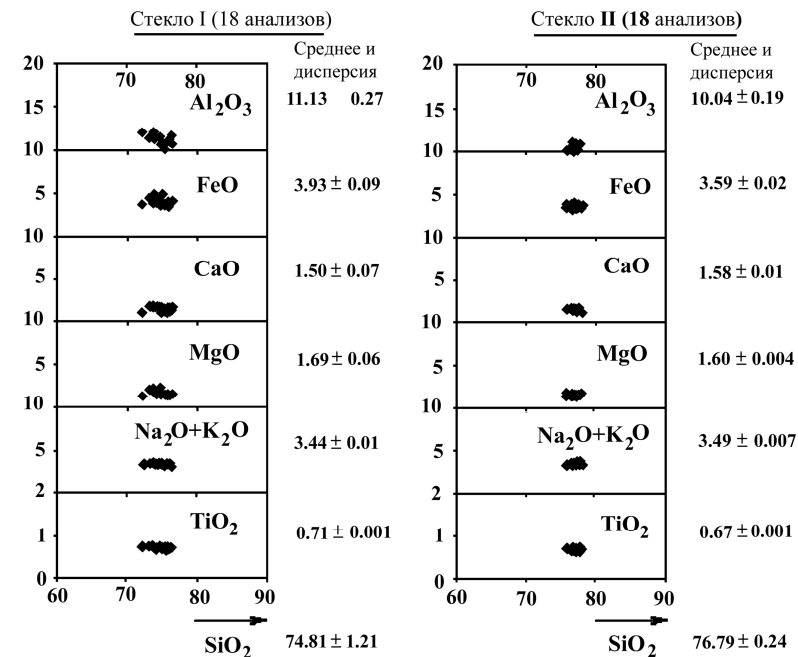 Стекло I (18 анализов)
Среднее и
дисперсия
20
70
80
Al2O3
11.13 0.27
15
10
FeO
3.93 ± 0.09
5
10
CaO
1.50 ± 0.07
5
10
MgO
1.69 ± 0.06
5
10
Na2O+K2O
3.44 ± 0.01
5
2
TiO2
0.71 ± 0.001
1
0
60
70
80
90
SiO2
74.81 ± 1.21
Стекло II (18 анализов)
Среднее и
дисперсия
20
70
80
Al2O3
10.04 ± 0.19
15
10
FeO
3.59 ± 0.02
5
10
CaO
1.58 ± 0.01
5
10
MgO
1.60 ± 0.004
5
10
Na2O+K2O
3.49 ± 0.007
5
2
TiO2
0.67 ± 0.001
1
0
60
70
80
90
SiO2
76.79 ± 0.24